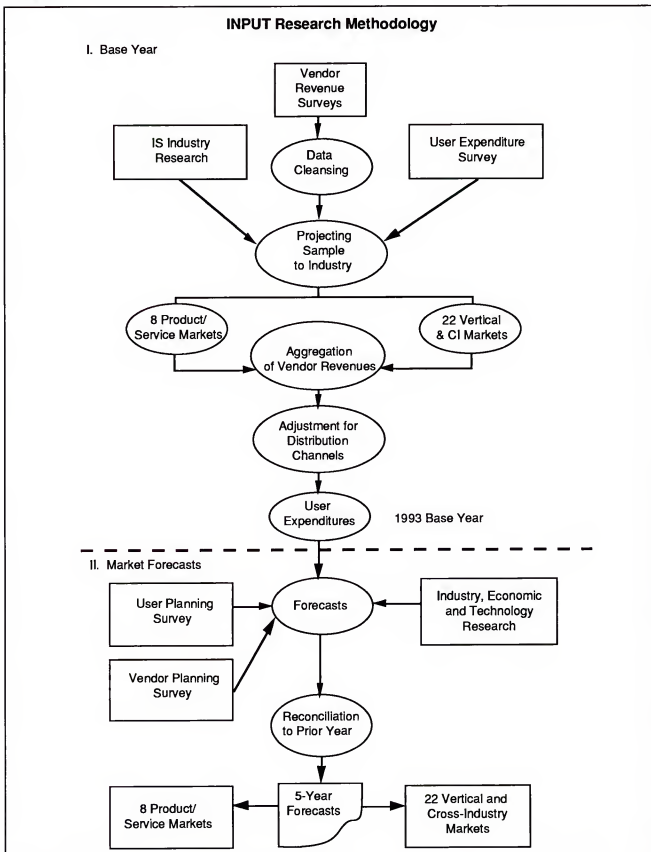 INPUT Research Methodology
I. Base Year
Vendor
Revenue
Surveys
IS Industry
Research
User Expenditure
Survey
Data
Cleansing
Projecting
Sample
to Industry
8 Product/
Service Markets
22 Vertical
& CI Markets
Aggregation
of Vendor Revenues
Adjustment for
Distribution
Channels
User
Expenditures
1993 Base Year
II. Market Forecasts
User Planning
Survey
Forecasts
Industry, Economic
and Technology
Research
Vendor Planning
Survey
Reconciliation
to Prior Year
8 Product/
Service Markets
5-Year
Forecasts
22 Vertical and
Cross-Industry
Markets